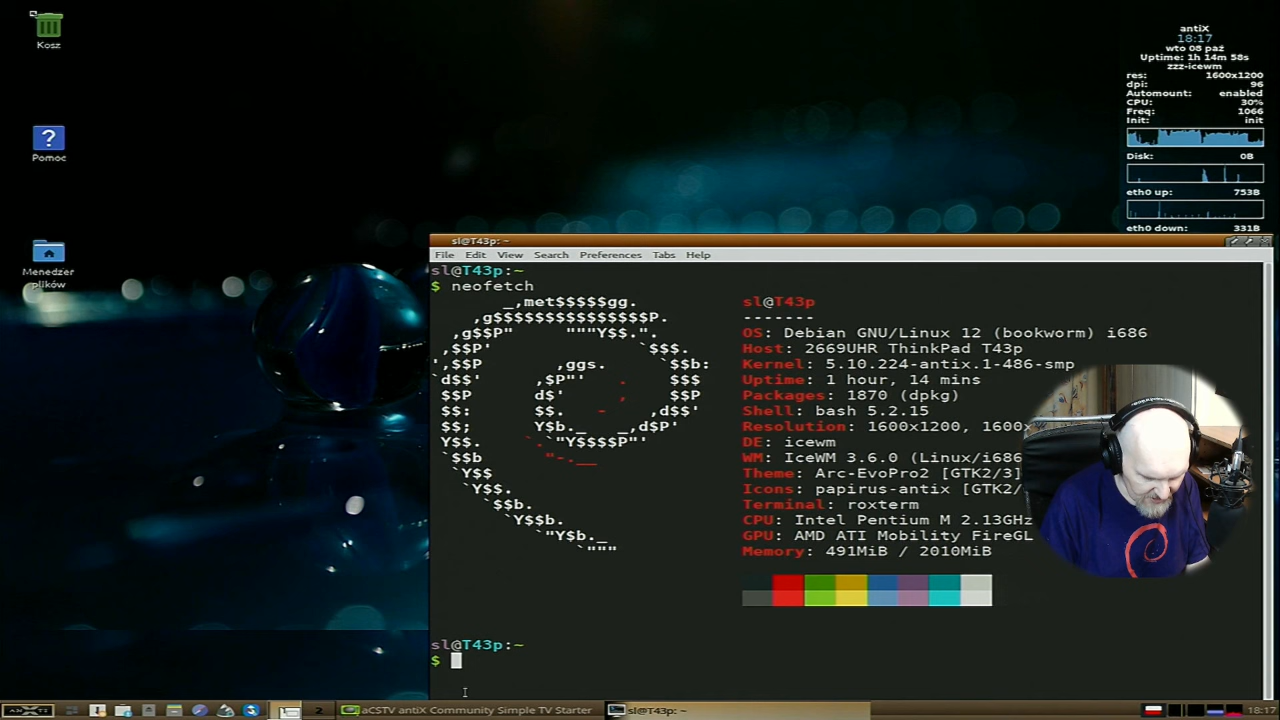 Kosz
Pomoc
Menedżer
plików
antiX
18:17
wto 08 paź
Uptime: 1h 14m 58s
zzz-icewm
res: 1600x1200
dpi: 96
Automount: enabled
CPU: 30%
Freq: 1066
Init: init
Disk: 0B
eth0 up: 753B
eth0 down: 331B
sl@T43p: ~
File Edit View Search Preferences Tabs Help
sl@T43p:~
$ neofetch
_,met$$$$$gg.
,g$$$$$$$$$$$$$$$P.
,g$$P" """Y$$.".
,$$P' `$$$.
',$$P ,ggs. `$$b:
`d$$' ,$P"' . $$$
$$P d$' , $$P
$$: $$. - ,d$$'
$$; Y$b._ _,d$P'
Y$$. `.`"Y$$$$P"'
`$$b "-.__
`Y$$
`Y$$.
`$$b.
`Y$$b.
`"Y$b._
`"""
sl@T43p
-------
OS: Debian GNU/Linux 12 (bookworm) i686
Host: 2669UHR ThinkPad T43p
Kernel: 5.10.224-antix.1-486-smp
Uptime: 1 hour, 14 mins
Packages: 1870 (dpkg)
Shell: bash 5.2.15
Resolution: 1600x1200, 1600x
DE: icewm
WM: IceWM 3.6.0 (Linux/i686
Theme: Arc-EvoPro2 [GTK2/3]
Icons: papirus-antix [GTK2/
Terminal: roxterm
CPU: Intel Pentium M 2.13GHz
GPU: AMD ATI Mobility FireGL
Memory: 491MiB / 2010MiB
sl@T43p:~
$
2
aCSTV antiX Community Simple TV Starter
sl@T43p: ~
18:17